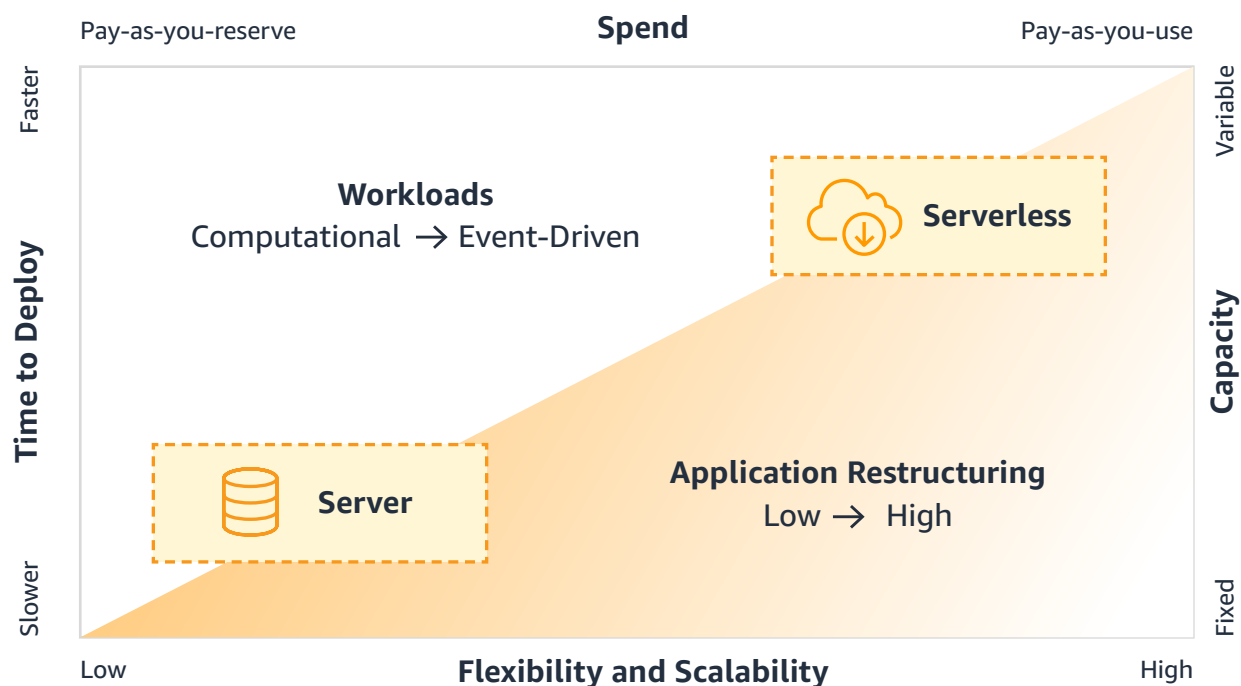 Pay-as-you-reserve Spend Pay-as-you-use
Faster
Variable
Workloads
Computational → Event-Driven
Serverless
Time to Deploy
Capacity
Server
Application Restructuring
Low → High
Slower
Fixed
Low Flexibility and Scalability High